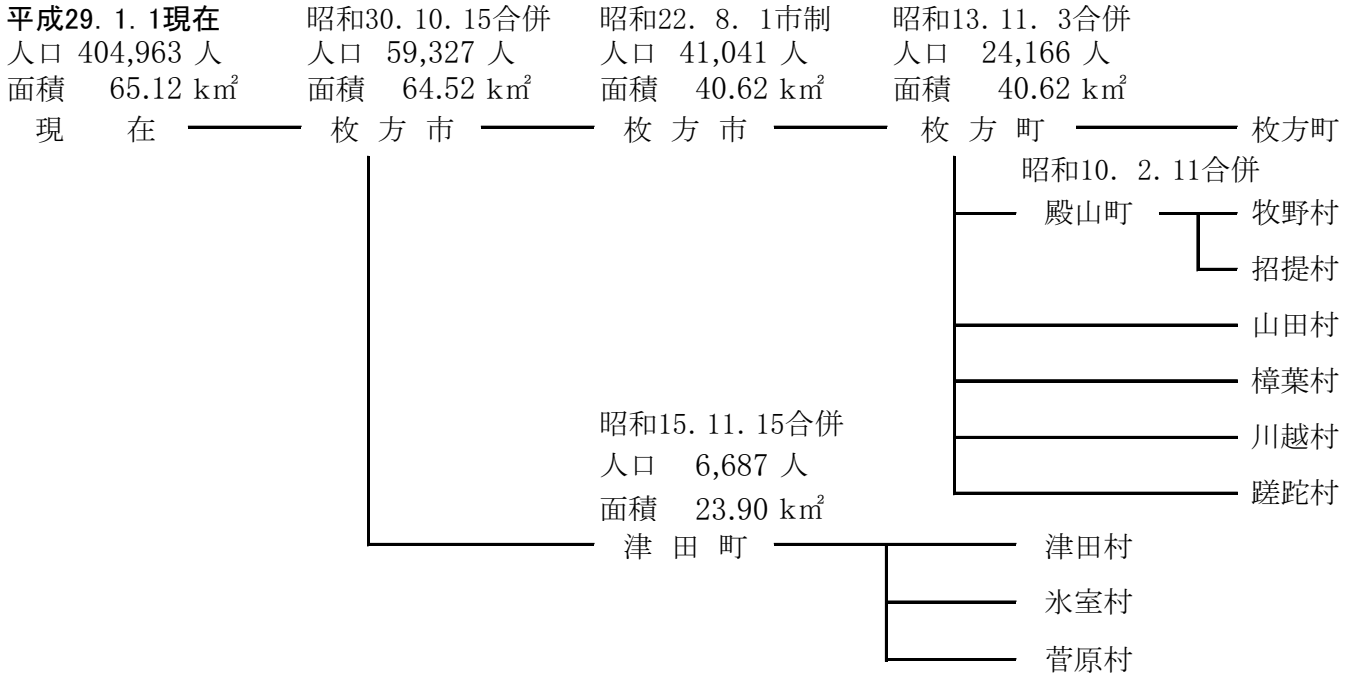 平成29. 1. 1現在 昭和30. 10. 15合併 昭和22. 8. 1市制 昭和13. 11. 3合併
人口 404,963 人 人口 59,327 人 人口 41,041 人 人口 24,166 人
面積 65.12 km² 面積 64.52 km² 面積 40.62 km² 面積 40.62 km²
現 在 枚 方 市 枚 方 市 枚 方 町 枚方町
昭和10. 2. 11合併
殿山町 牧野村
招提村
山田村
樟葉村
昭和15. 11. 15合併
川越村
人口 6,687 人
蹉跎村
面積 23.90 km²
津 田 町 津田村
氷室村
菅原村